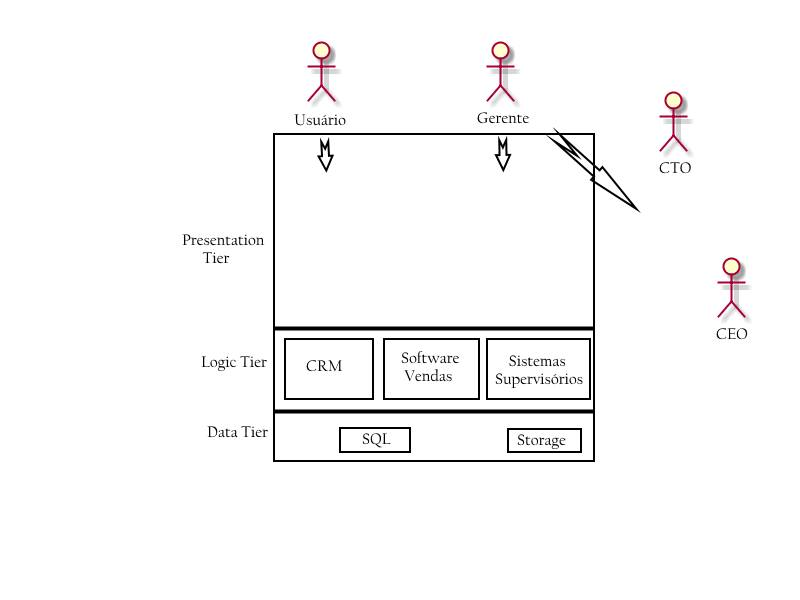 Usuário
Gerente
CTO
Presentation
Tier
CEO
Logic Tier
CRM
Software
Vendas
Sistemas
Supervisórios
Data Tier
SQL
Storage